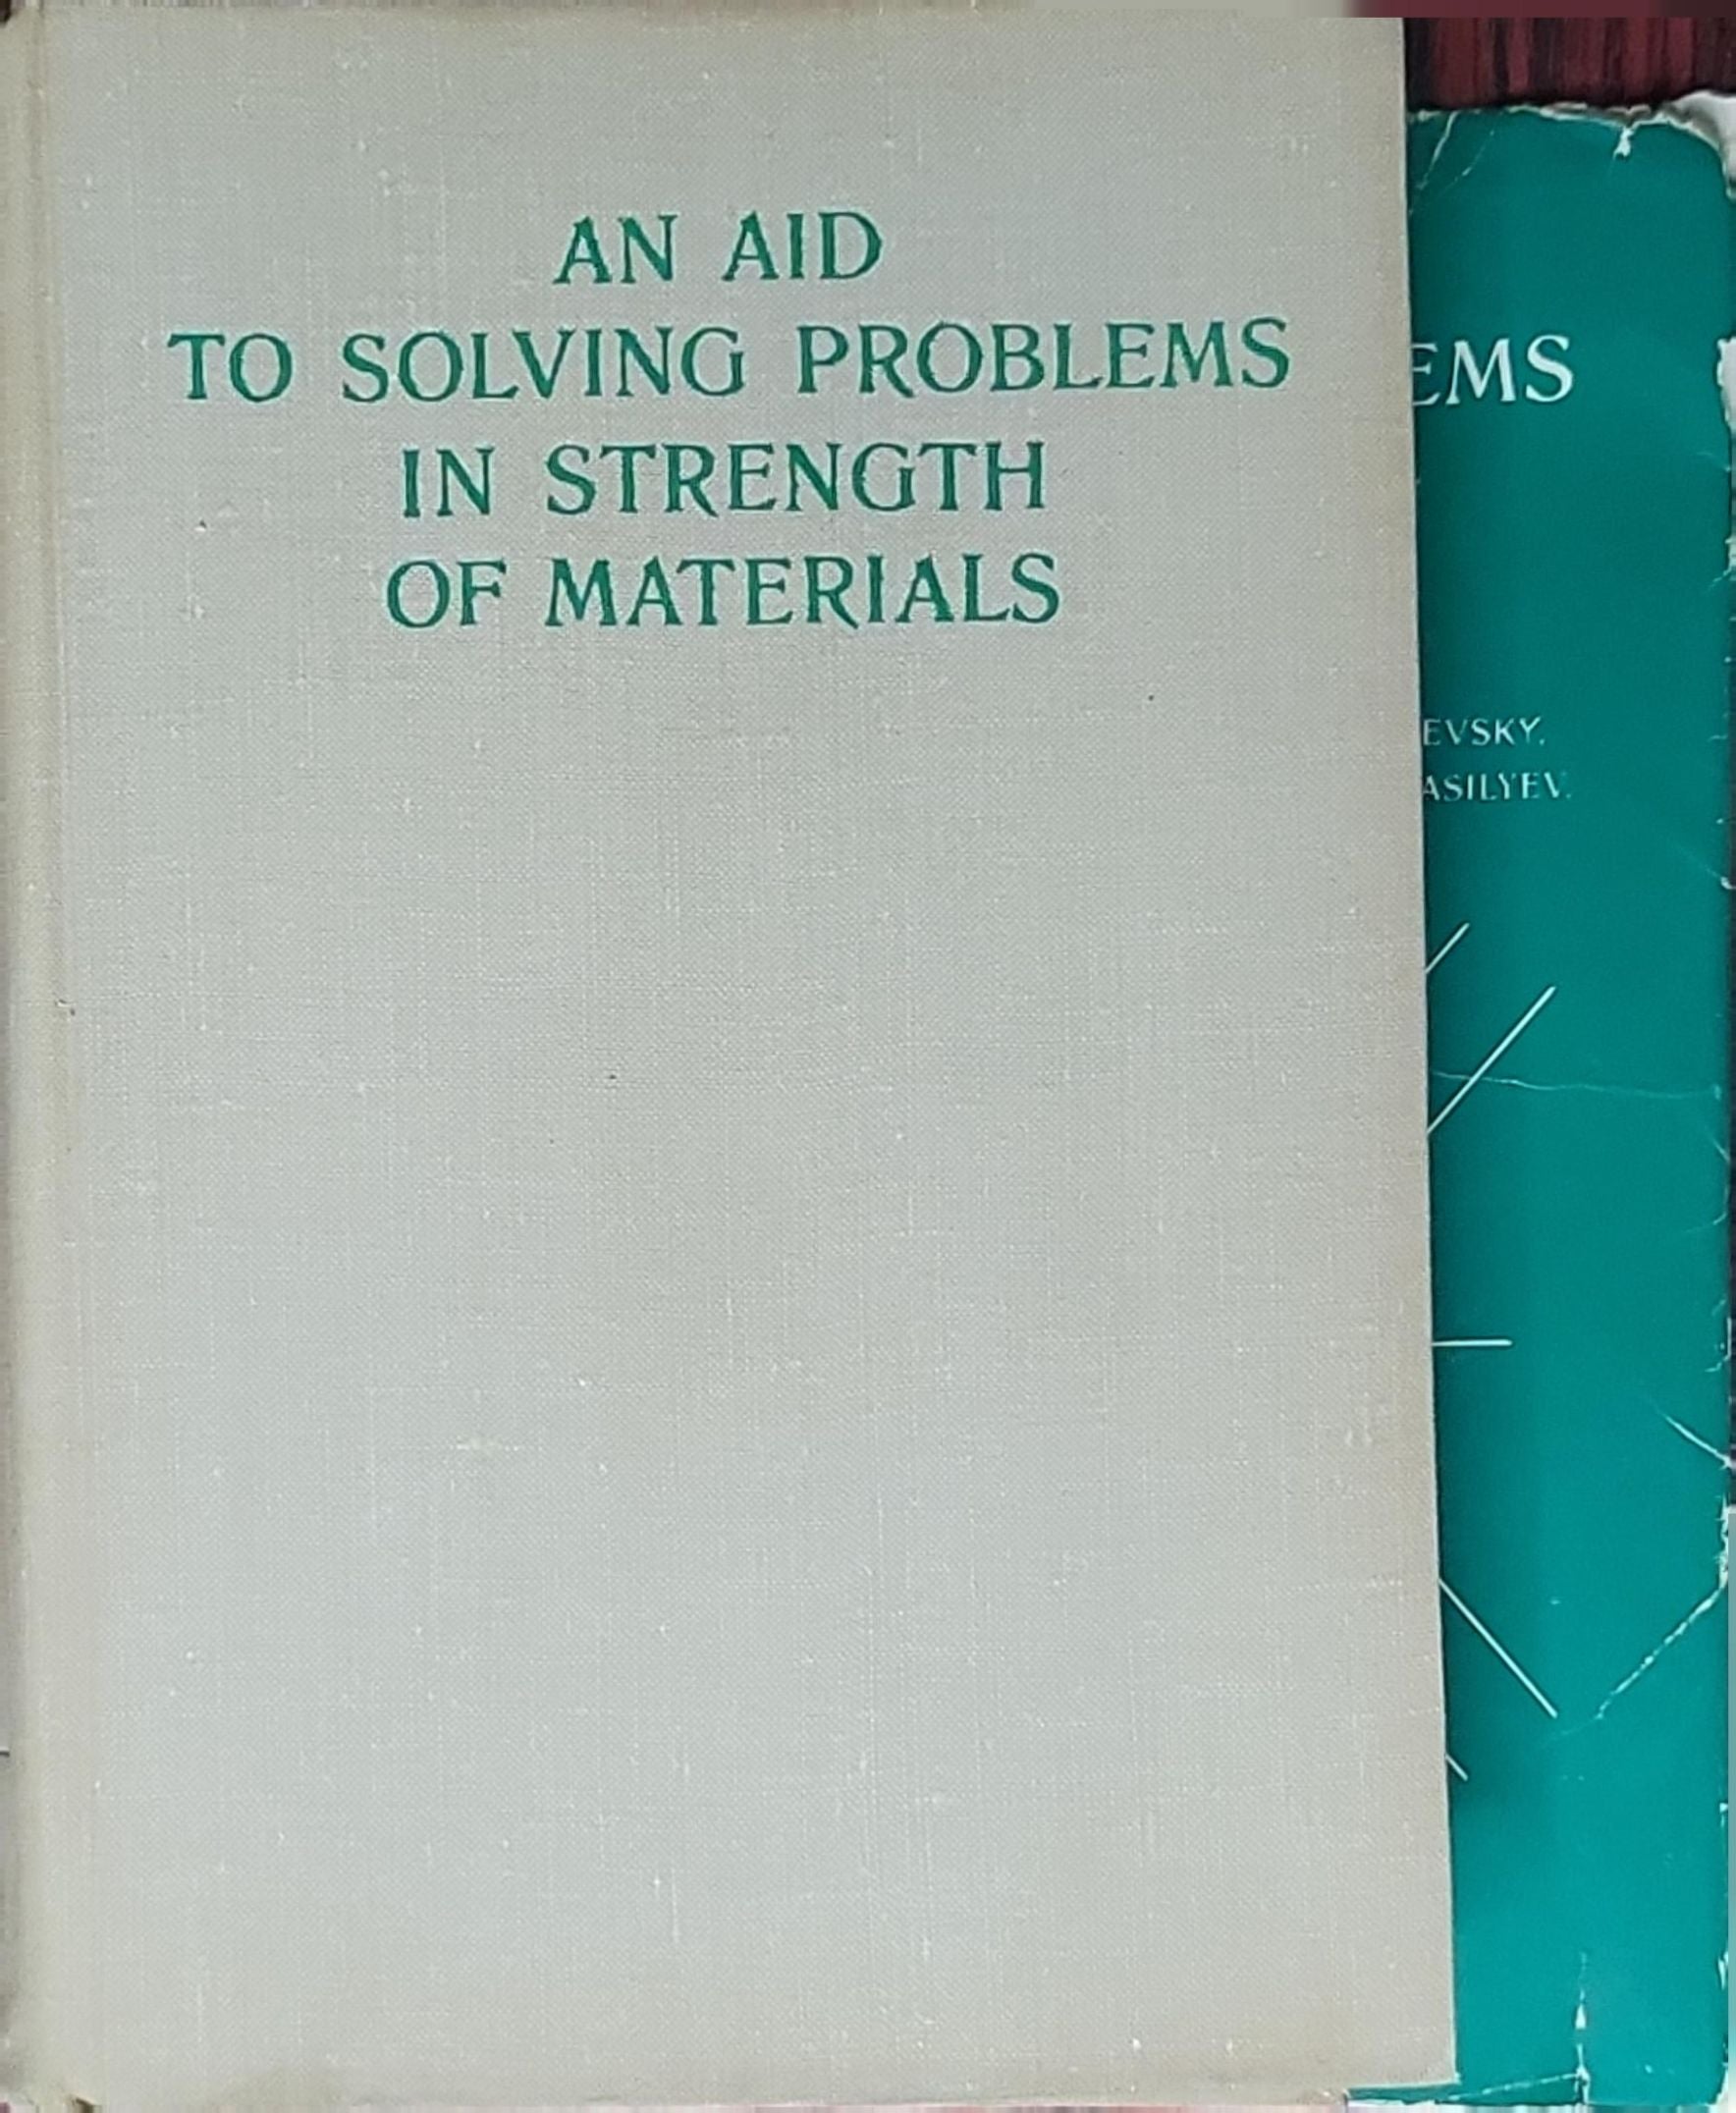 AN AID
TO SOLVING PROBLEMS
IN STRENGTH
OF MATERIALS
EMS
EVSKY.
ASILYEV.